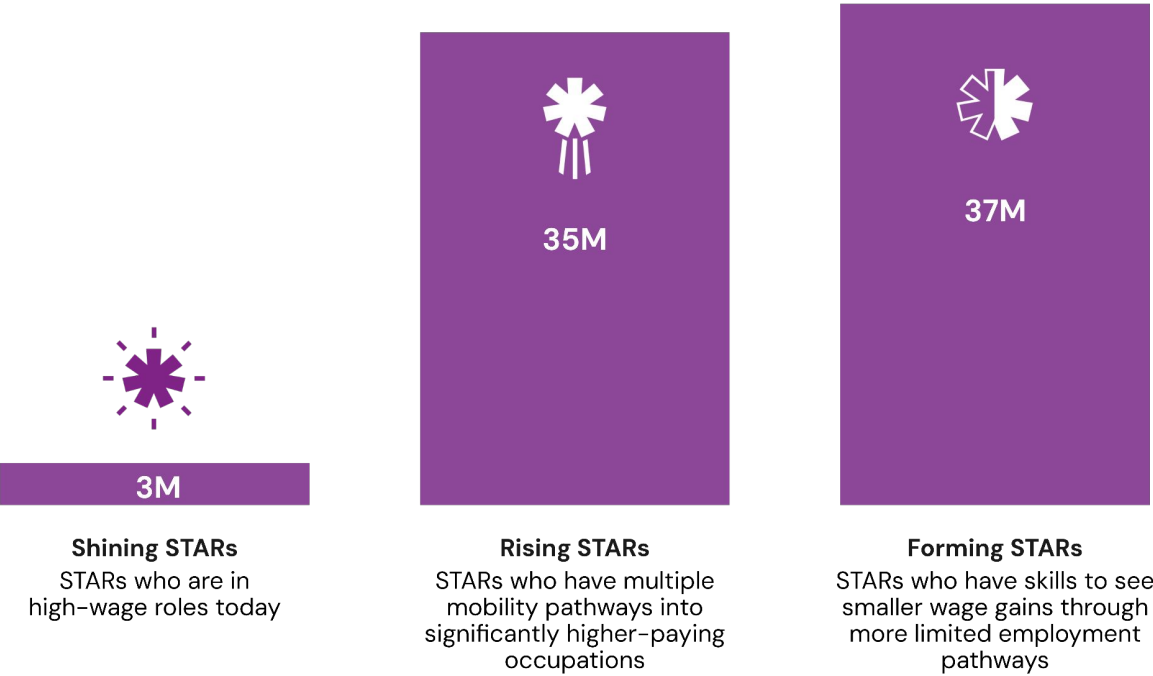 35M
37M
3M
Shining STARs
STARs who are in
high-wage roles today
Rising STARs
STARs who have multiple
mobility pathways into
significantly higher-paying
occupations
Forming STARs
STARs who have skills to see
smaller wage gains through
more limited employment
pathways